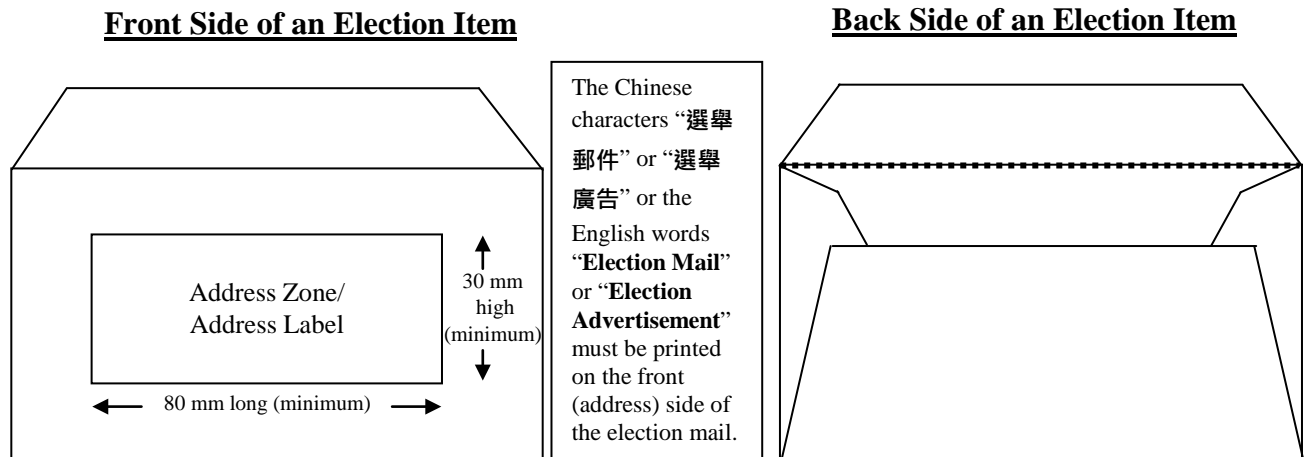 Front Side of an Election Item
Back Side of an Election Item
Address Zone/
Address Label
30 mm
high
(minimum)
80 mm long (minimum)
The Chinese
characters “選舉
郵件” or “選舉
廣告” or the
English words
“Election Mail”
or “Election
Advertisement”
must be printed
on the front
(address) side of
the election mail.